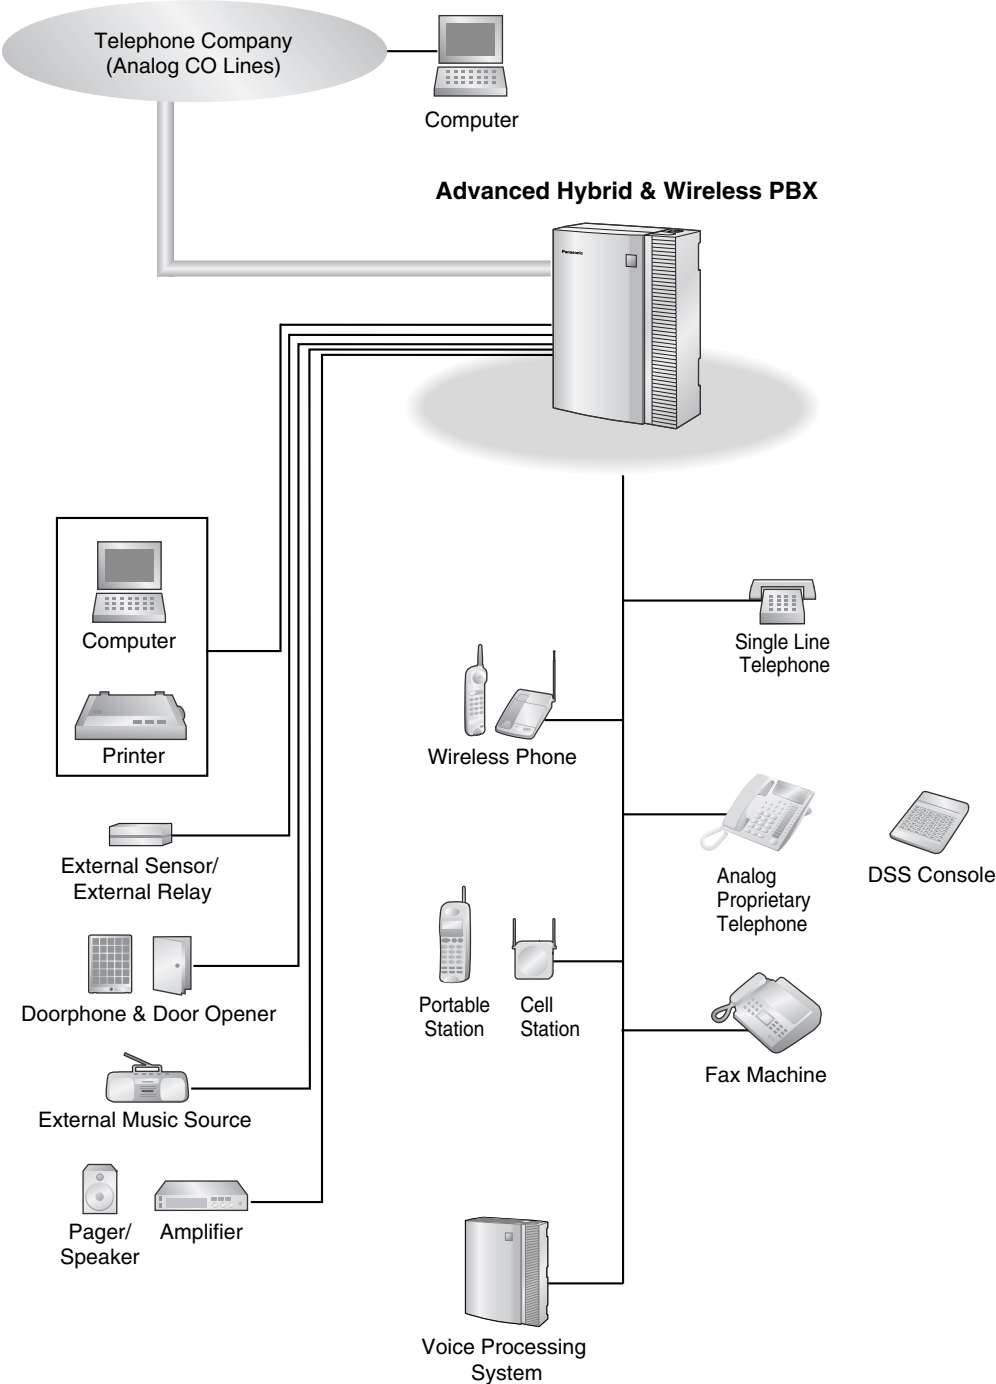 Telephone Company
(Analog CO Lines)
Computer
Advanced Hybrid & Wireless PBX
Panasonic
Computer
Printer
Single Line
Telephone
Wireless Phone
External Sensor/
External Relay
Analog
Proprietary
Telephone
DSS Console
Portable
Station
Cell
Station
Doorphone & Door Opener
Fax Machine
External Music Source
Pager/
Speaker
Amplifier
Voice Processing
System